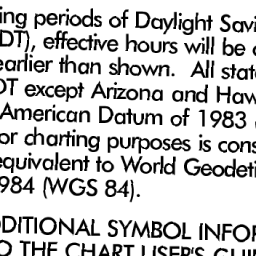 ing periods of Daylight Savi
DT), effective hours will be
earlier than shown. All stat
DT except Arizona and Haw
American Datum of 1983
or charting purposes is cons
equivalent to World Geodeti
984 (WGS 84).
DDITIONAL SYMBOL INFOR
O THE CHART USER'S GUI